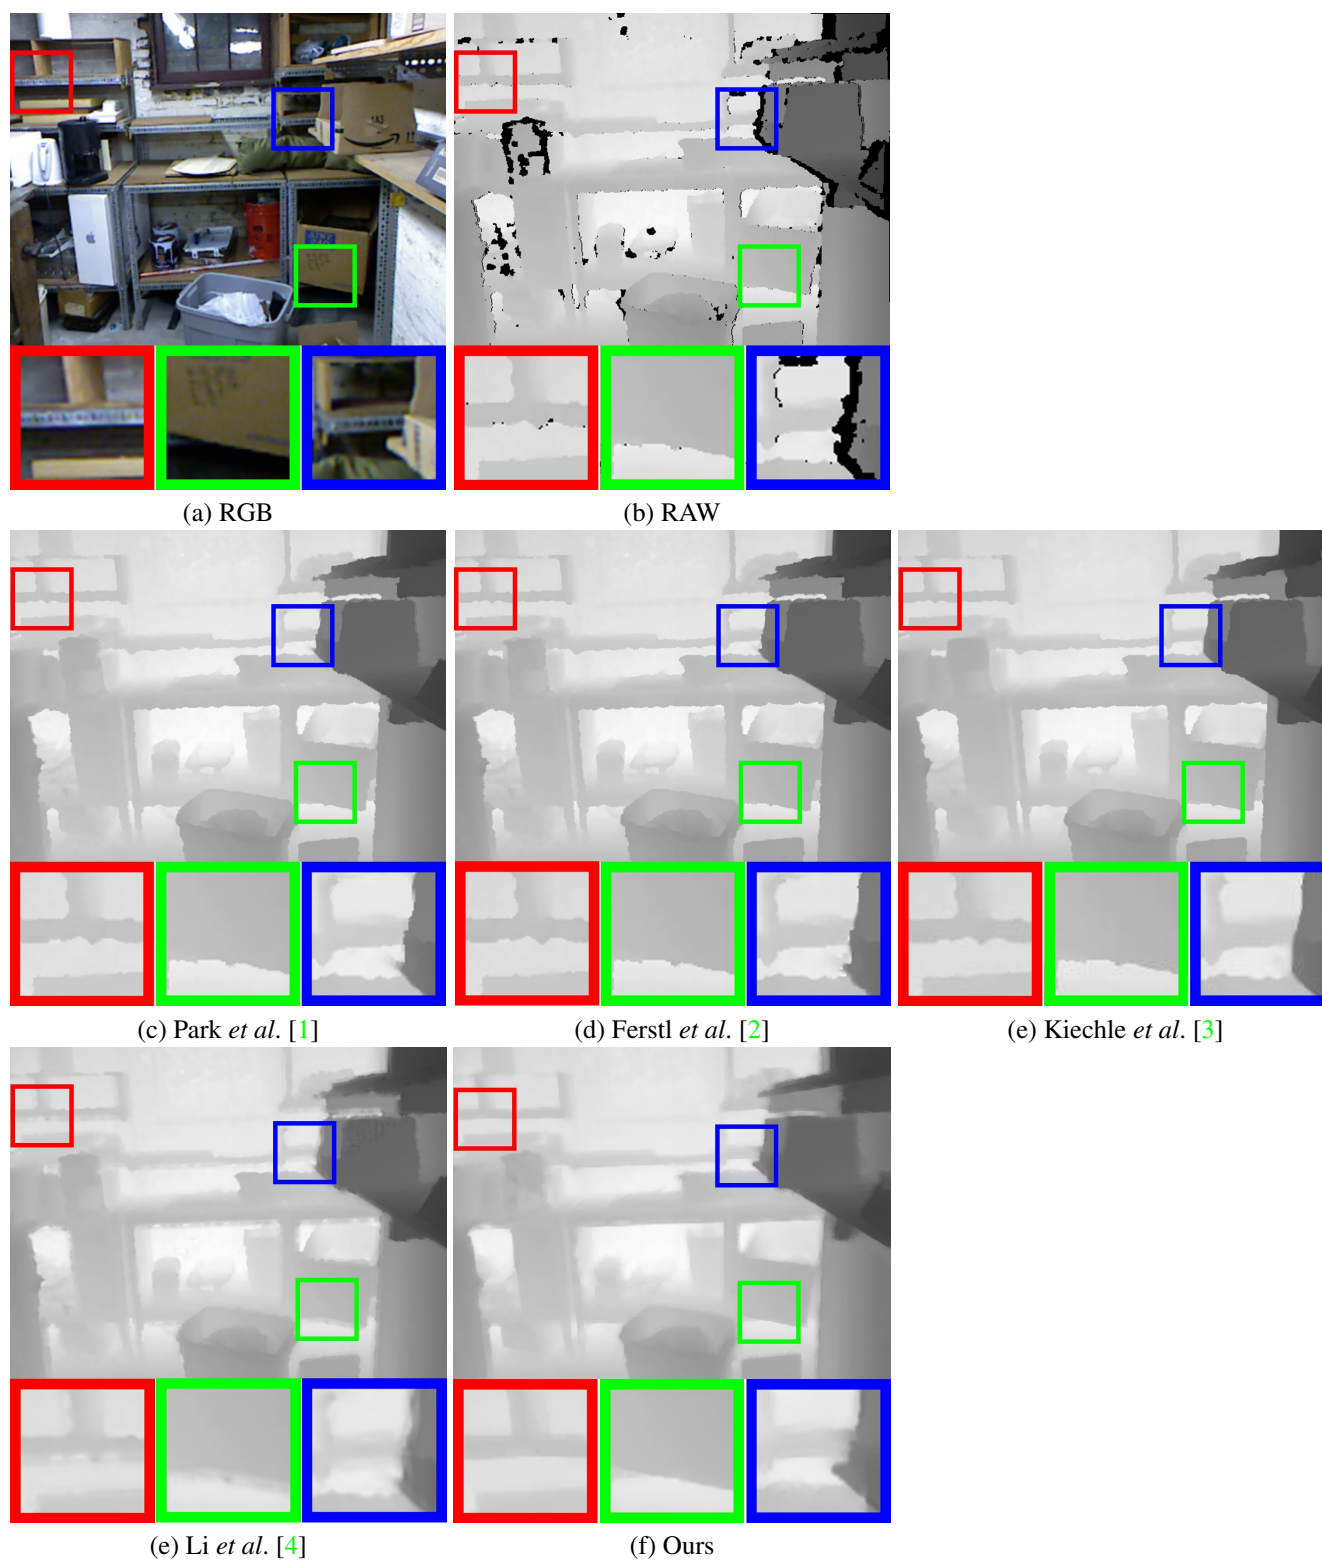 (a) RGB
(b) RAW
(c) Park et al. [1]
(d) Ferstl et al. [2]
(e) Kiechle et al. [3]
(e) Li et al. [4]
(f) Ours